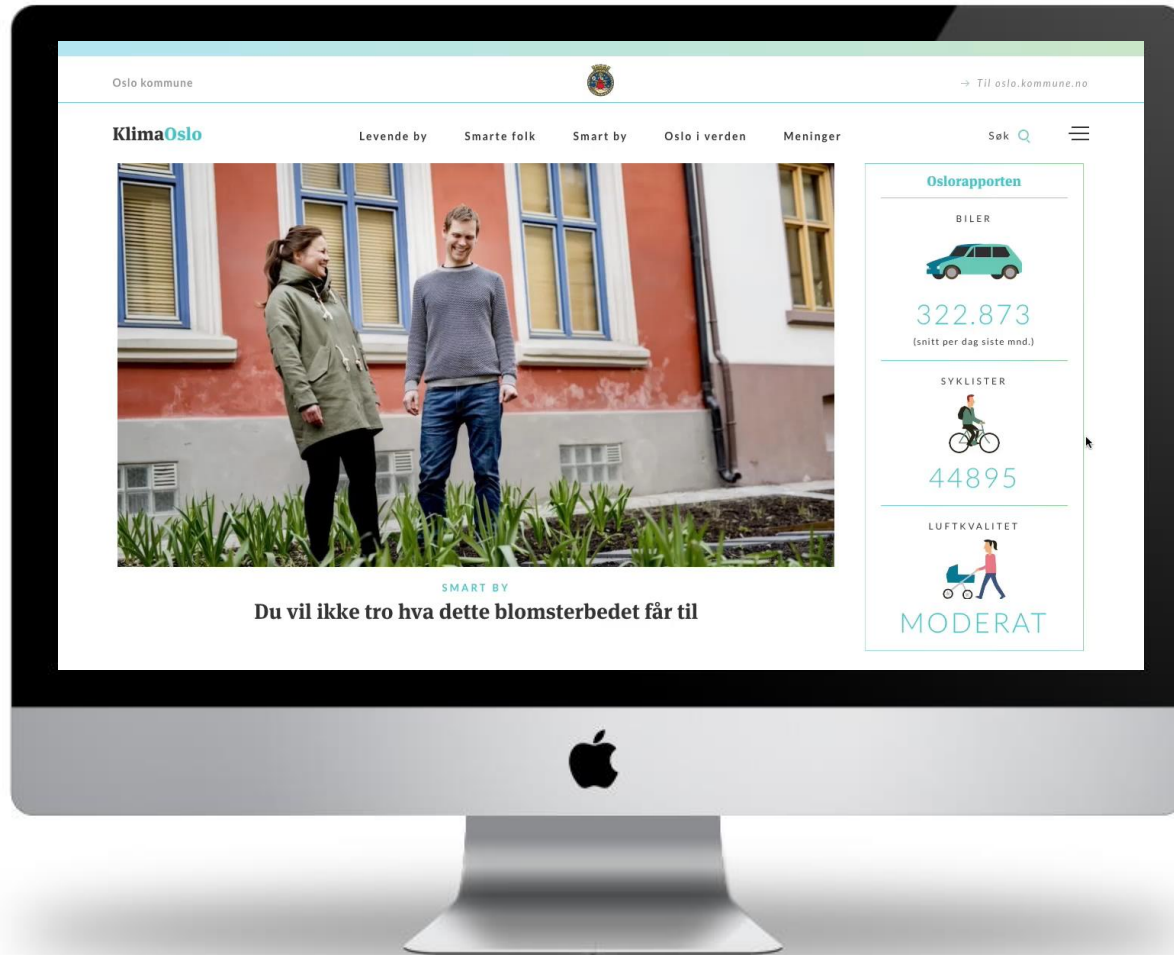 Oslo kommune
→ Til oslo.kommune.no
KlimaOslo
Levende by
Smarte folk
Smart by
Oslo i verden
Meninger
Søk
SMART BY
Du vil ikke tro hva dette blomsterbedet får til
Oslorapporten
BILER
322.873
(snitt per dag siste mnd.)
SYKLISTER
44895
LUFTKVALITET
MODERAT